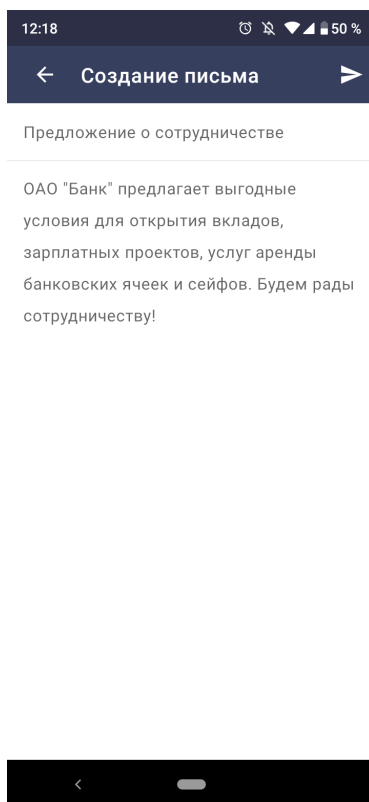 12:18 50 %
Создание письма
Предложение о сотрудничестве
ОАО "Банк" предлагает выгодные
условия для открытия вкладов,
зарплатных проектов, услуг аренды
банковских ячеек и сейфов. Будем рады
сотрудничеству!